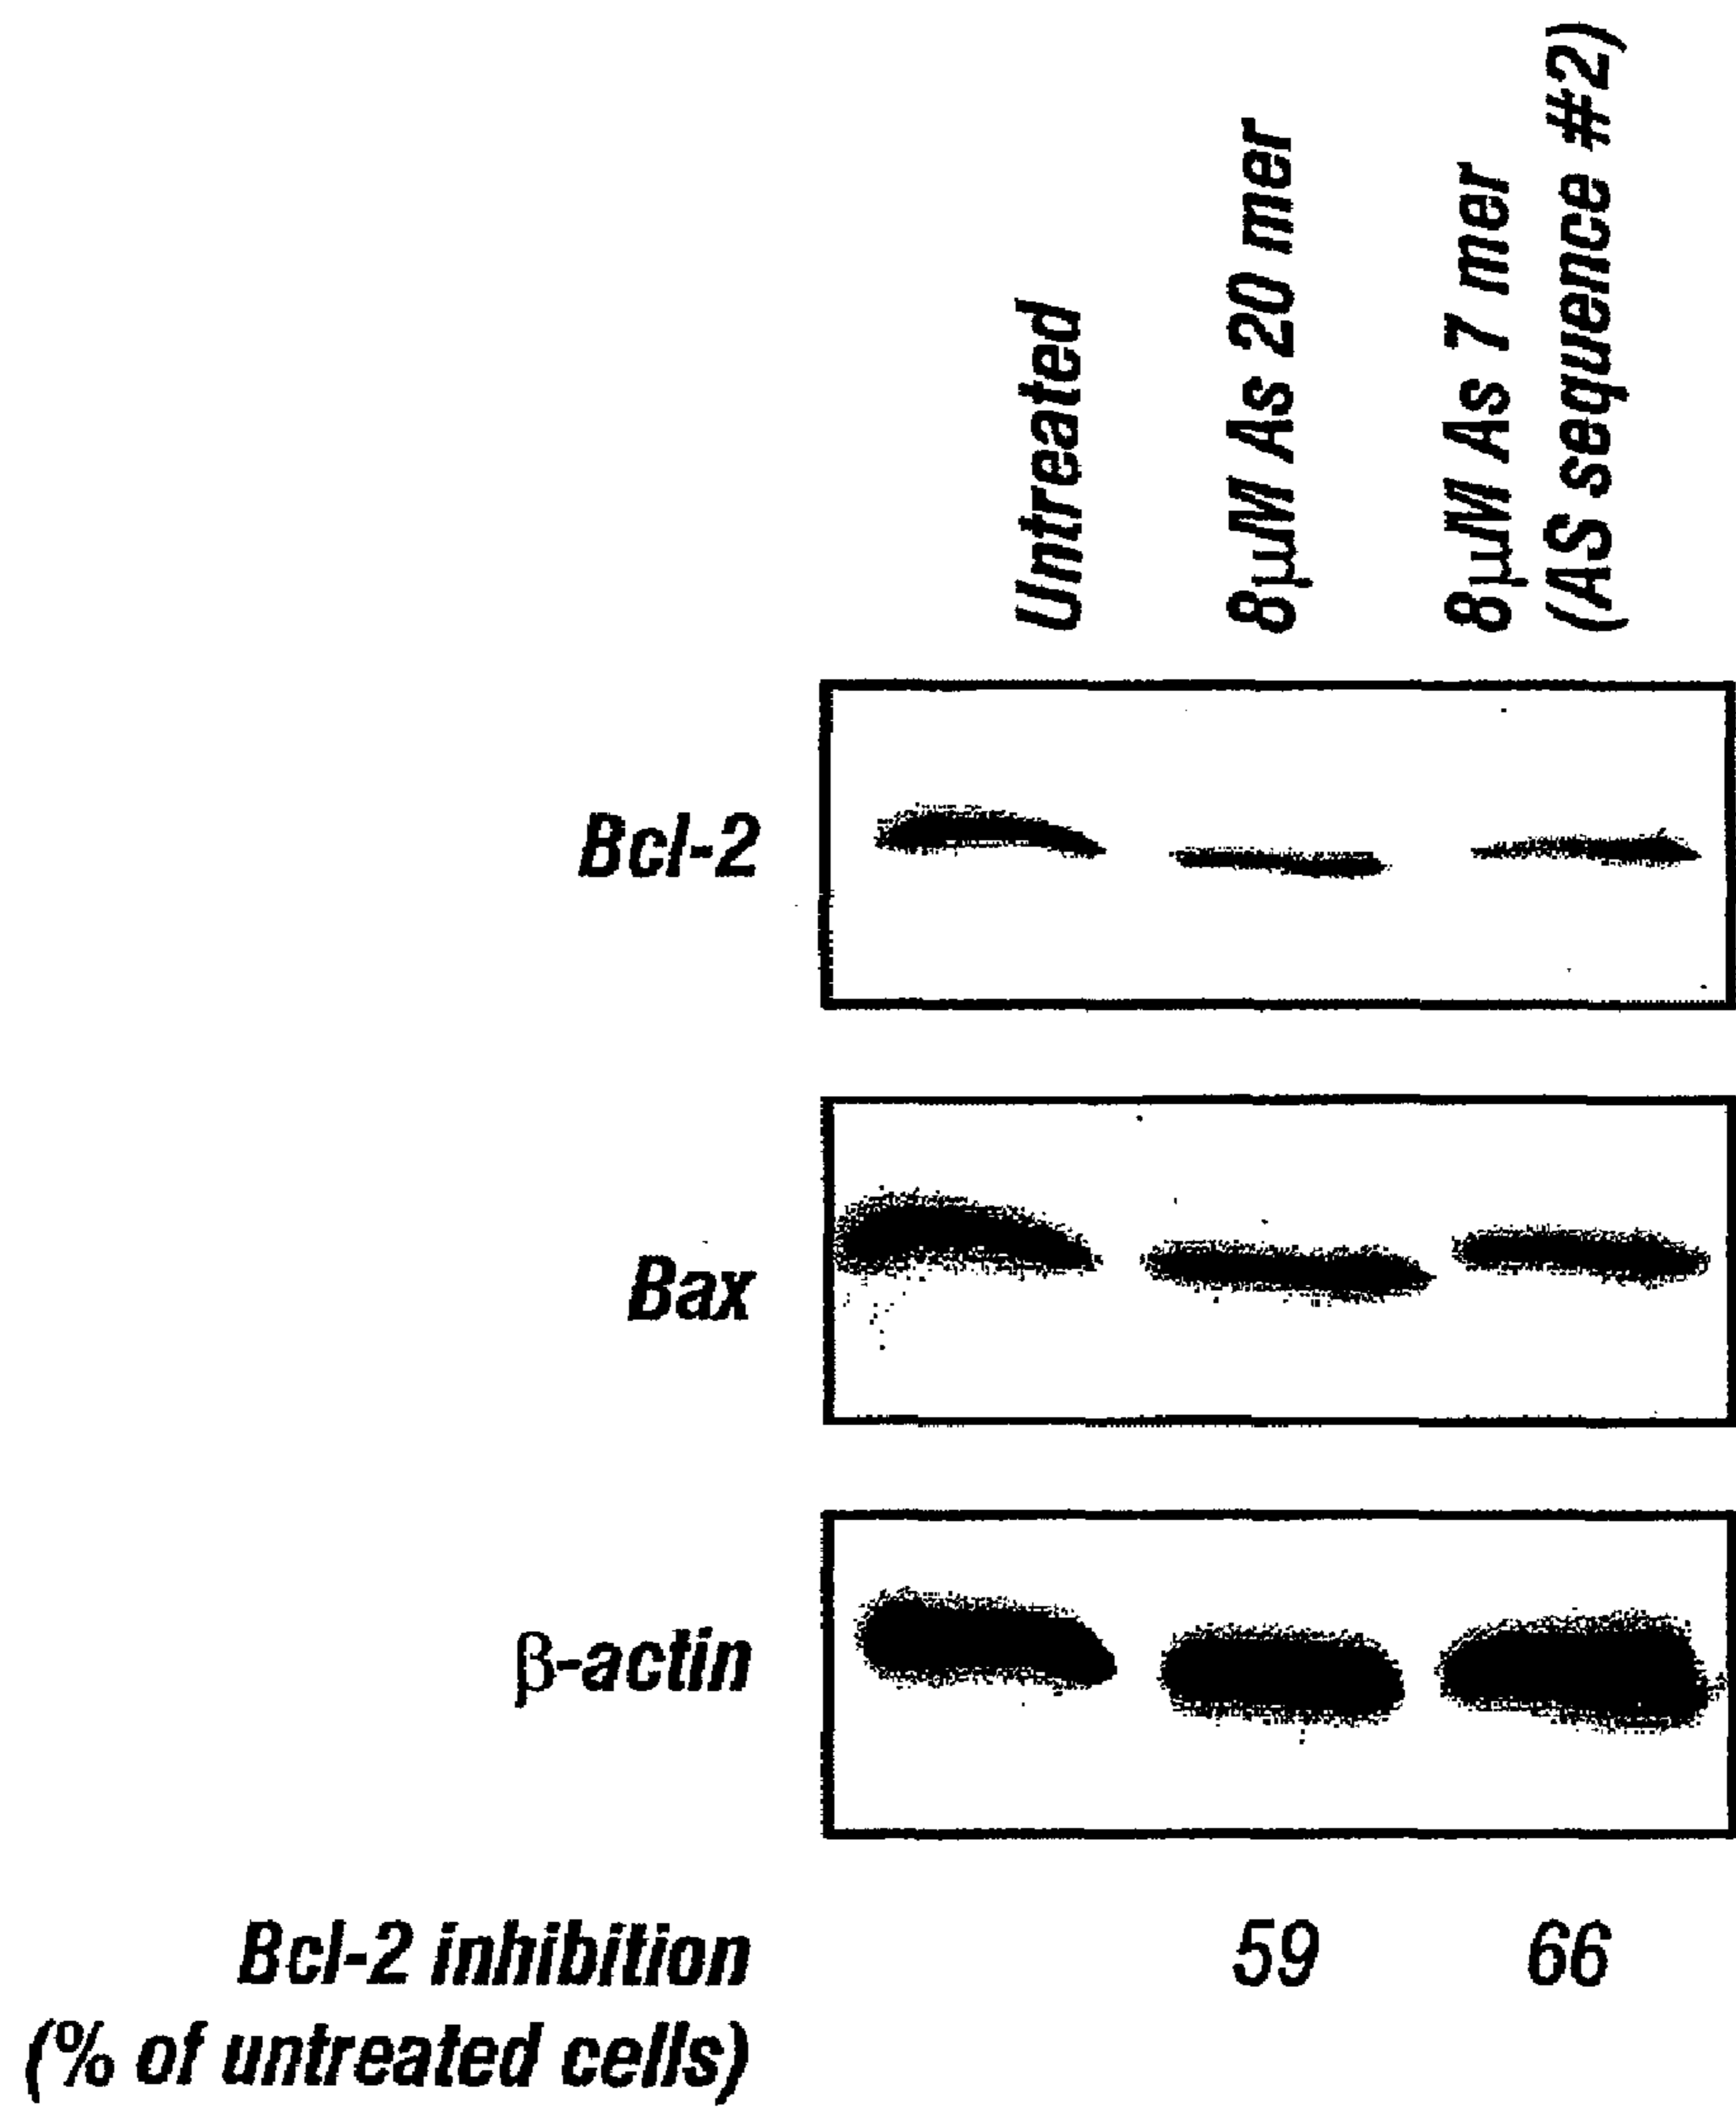 Untreated
8μM As 20 mer
8μM As 7 mer
(AS sequence #2)
Bcl-2
Bax
β-actin
Bcl-2 inhibition 59 66
(% of untreated cells)